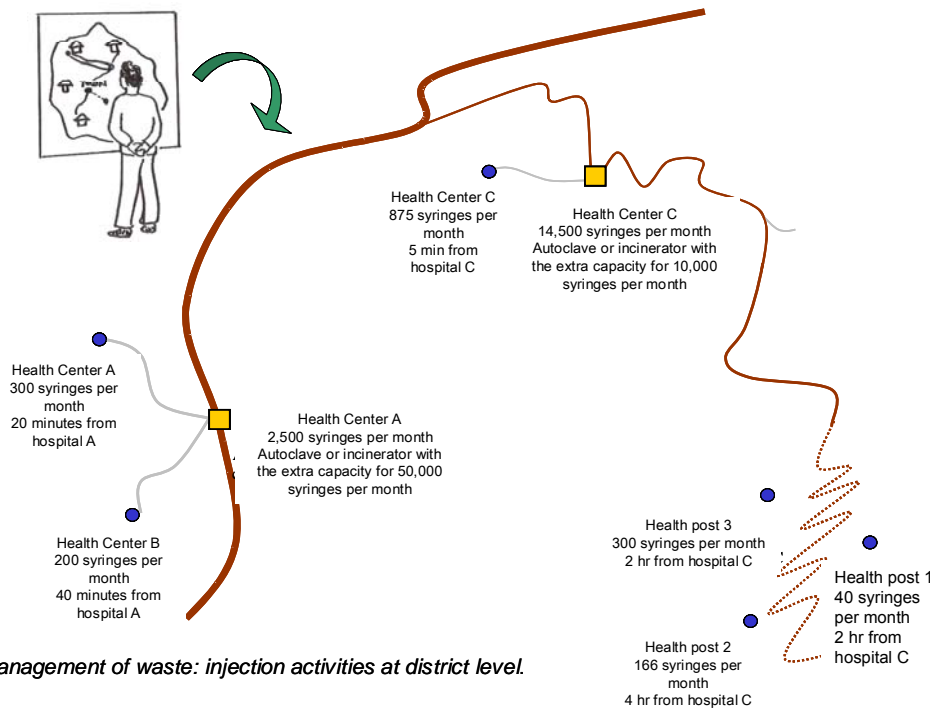 Health Center C
875 syringes per
month
5 min from
hospital C
Health Center C
14,500 syringes per month
Autoclave or incinerator with
the extra capacity for 10,000
syringes per month
Health Center A
300 syringes per
month
20 minutes from
hospital A
Health Center A
2,500 syringes per month
Autoclave or incinerator with
the extra capacity for 50,000
syringes per month
Health Center B
200 syringes per
month
40 minutes from
hospital A
Health post 3
300 syringes per month
2 hr from hospital C
Health post 1
40 syringes
per month
2 hr from
hospital C
Health post 2
166 syringes per
month
4 hr from hospital C
anagement of waste: injection activities at district level.